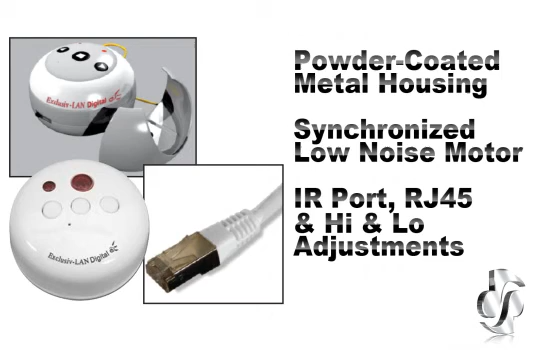 Exclusiv-LAN Digital
Exclusiv-LAN Digital
Powder-Coated
Metal Housing
Synchronized
Low Noise Motor
IR Port, RJ45
& Hi & Lo
Adjustments